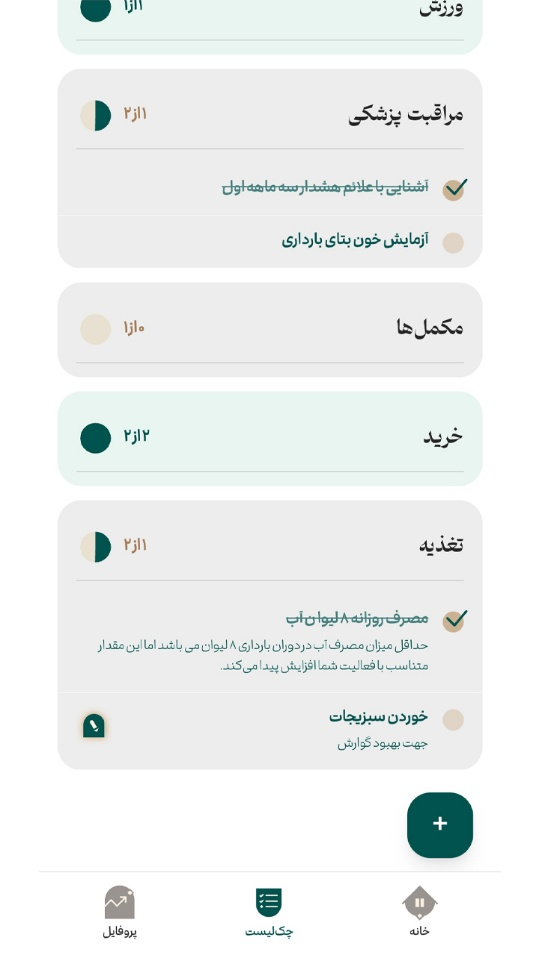 ورزش
۱از۱
مراقبت پزشکی
۱از۲
آشنایی با علائم هشدار سه ماهه اول
آزمایش خون بتای بارداری
مکمل‌ها
۰از۱
خرید
۲از۲
تغذیه
۱از۲
مصرف روزانه ۸ لیوان آب
حداقل میزان مصرف آب در دوران بارداری ۸ لیوان می باشد اما این مقدار
متناسب با فعالیت شما افزایش پیدا می‌کند.
خوردن سبزیجات
جهت بهبود گوارش
+
خانه
چک‌لیست
پروفایل